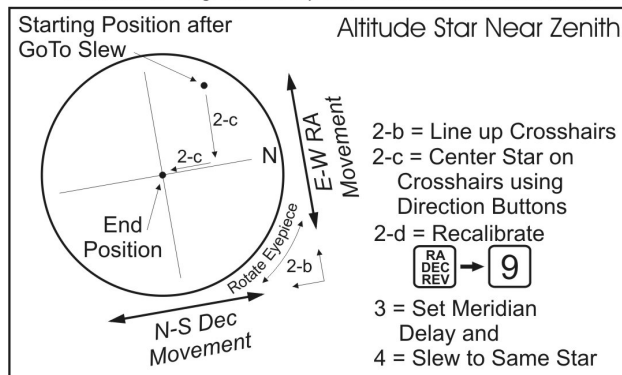 Starting Position after
GoTo Slew
Altitude Star Near Zenith
2-c
2-c
N
E-W RA
Movement
End
Position
Rotate Eyepiece
2-b
N-S Dec
Movement
2-b = Line up Crosshairs
2-c = Center Star on
Crosshairs using
Direction Buttons
2-d = Recalibrate
RA
DEC
REV
9
3 = Set Meridian
Delay and
4 = Slew to Same Star